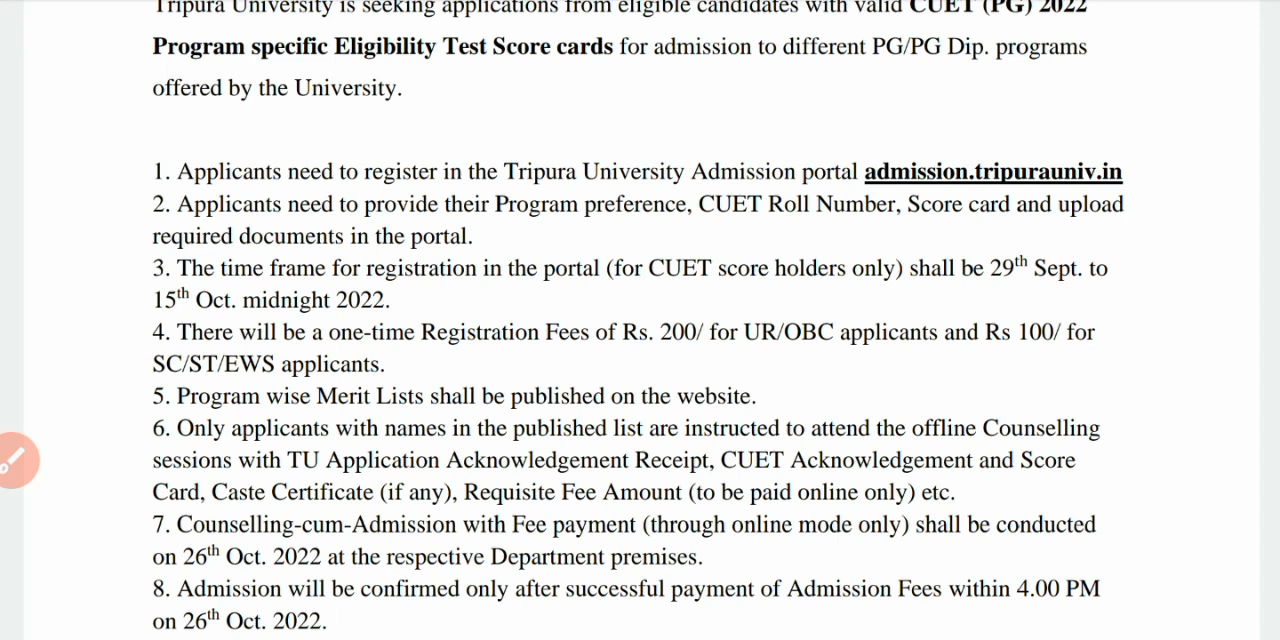 Tripura University is seeking applications from eligible candidates with valid CUET (PG) 2022
Program specific Eligibility Test Score cards for admission to different PG/PG Dip. programs
offered by the University.
1. Applicants need to register in the Tripura University Admission portal admission.tripurauniv.in
2. Applicants need to provide their Program preference, CUET Roll Number, Score card and upload
required documents in the portal.
3. The time frame for registration in the portal (for CUET score holders only) shall be 29th Sept. to
15th Oct. midnight 2022.
4. There will be a one-time Registration Fees of Rs. 200/ for UR/OBC applicants and Rs 100/ for
SC/ST/EWS applicants.
5. Program wise Merit Lists shall be published on the website.
6. Only applicants with names in the published list are instructed to attend the offline Counselling
sessions with TU Application Acknowledgement Receipt, CUET Acknowledgement and Score
Card, Caste Certificate (if any), Requisite Fee Amount (to be paid online only) etc.
7. Counselling-cum-Admission with Fee payment (through online mode only) shall be conducted
on 26th Oct. 2022 at the respective Department premises.
8. Admission will be confirmed only after successful payment of Admission Fees within 4.00 PM
on 26th Oct. 2022.